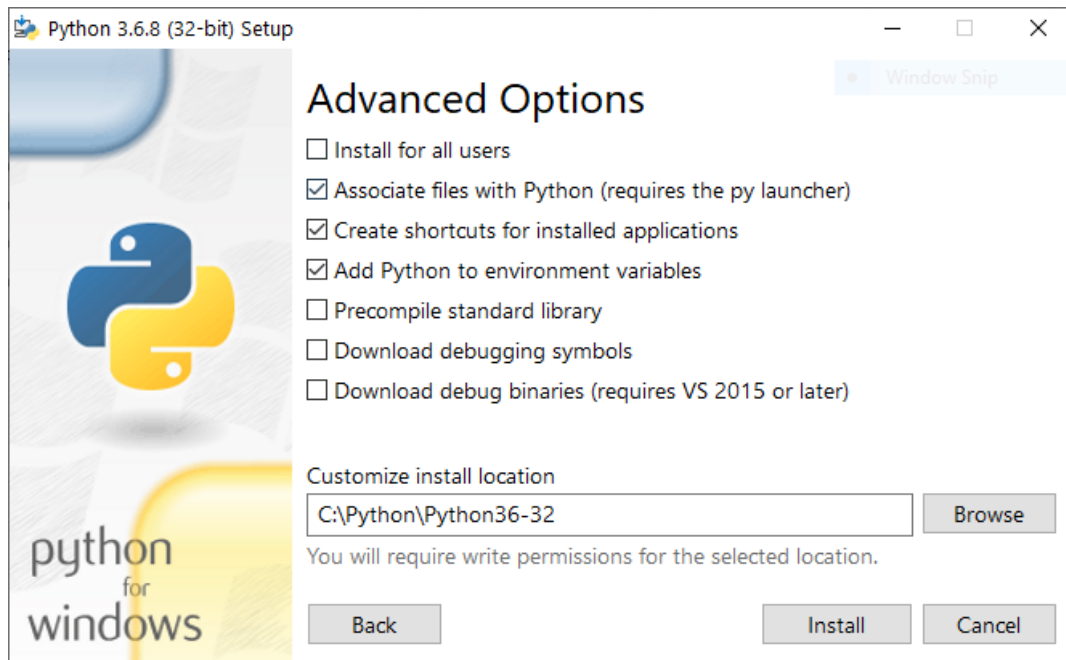 Python 3.6.8 (32-bit) Setup
Window Snip
Advanced Options
Install for all users
Associate files with Python (requires the py launcher)
Create shortcuts for installed applications
Add Python to environment variables
Precompile standard library
Download debugging symbols
Download debug binaries (requires VS 2015 or later)
Customize install location
C:\Python\Python36-32
Browse
You will require write permissions for the selected location.
python
for
windows
Back
Install
Cancel